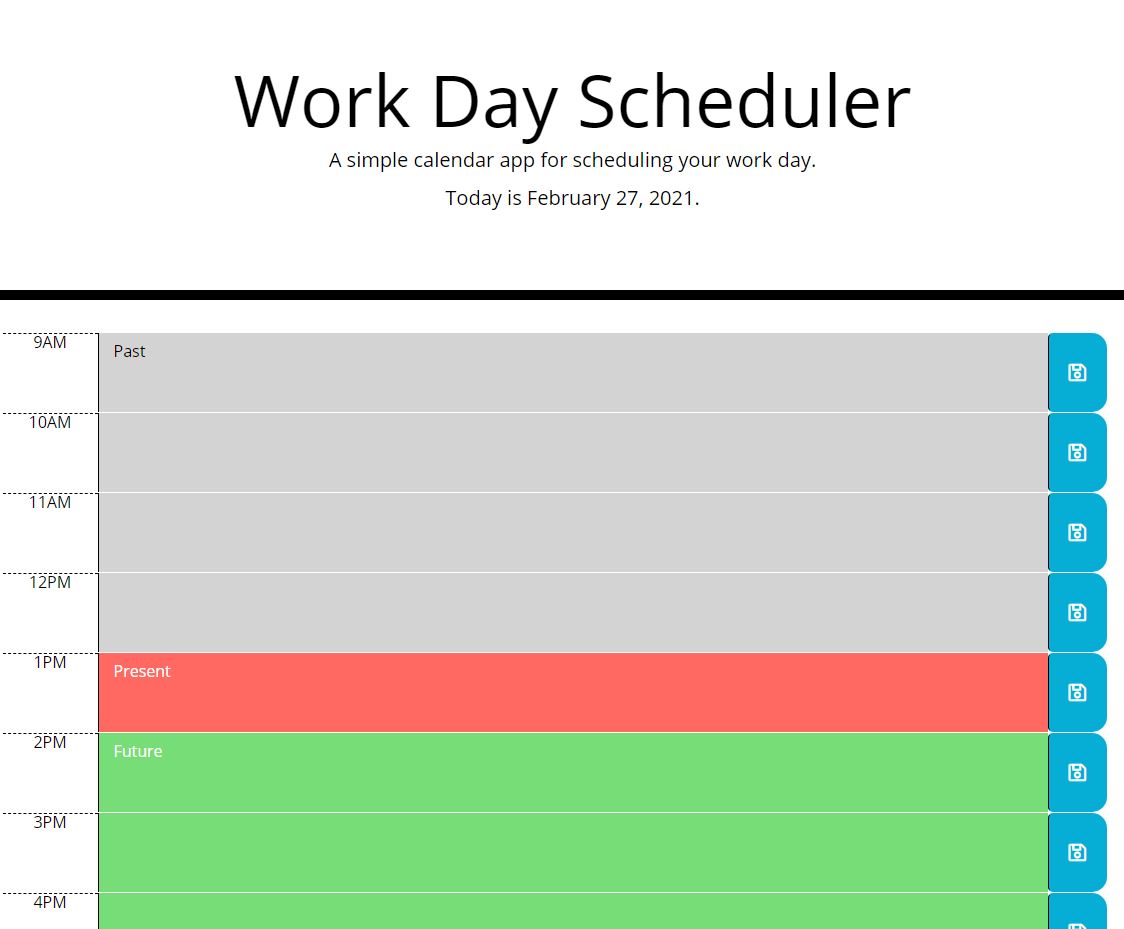 Work Day Scheduler
A simple calendar app for scheduling your work day.
Today is February 27, 2021.
9AM
Past
10AM
11AM
12PM
1PM
Present
2PM
Future
3PM
4PM